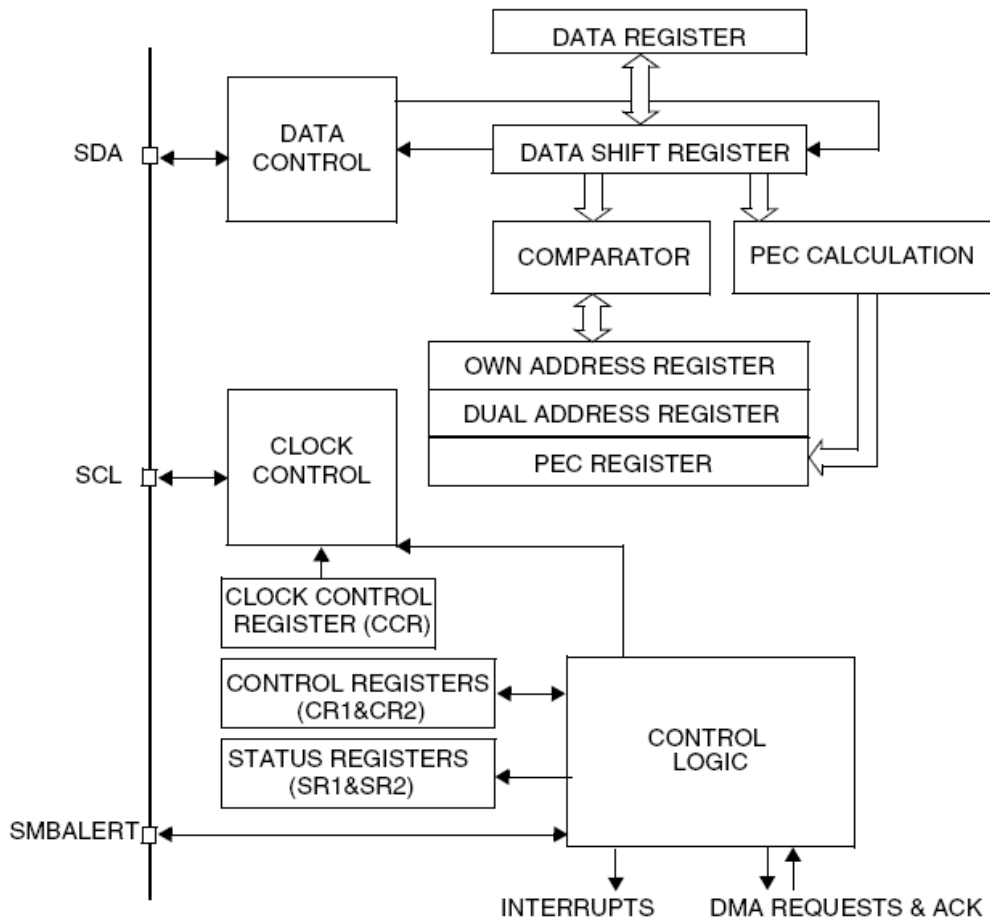 DATA REGISTER
DATA
CONTROL
SDA
DATA SHIFT REGISTER
COMPARATOR
PEC CALCULATION
OWN ADDRESS REGISTER
DUAL ADDRESS REGISTER
PEC REGISTER
CLOCK
CONTROL
SCL
CLOCK CONTROL
REGISTER (CCR)
CONTROL REGISTERS
(CR1&CR2)
STATUS REGISTERS
(SR1&SR2)
CONTROL
LOGIC
SMBALERT
INTERRUPTS
DMA REQUESTS & ACK